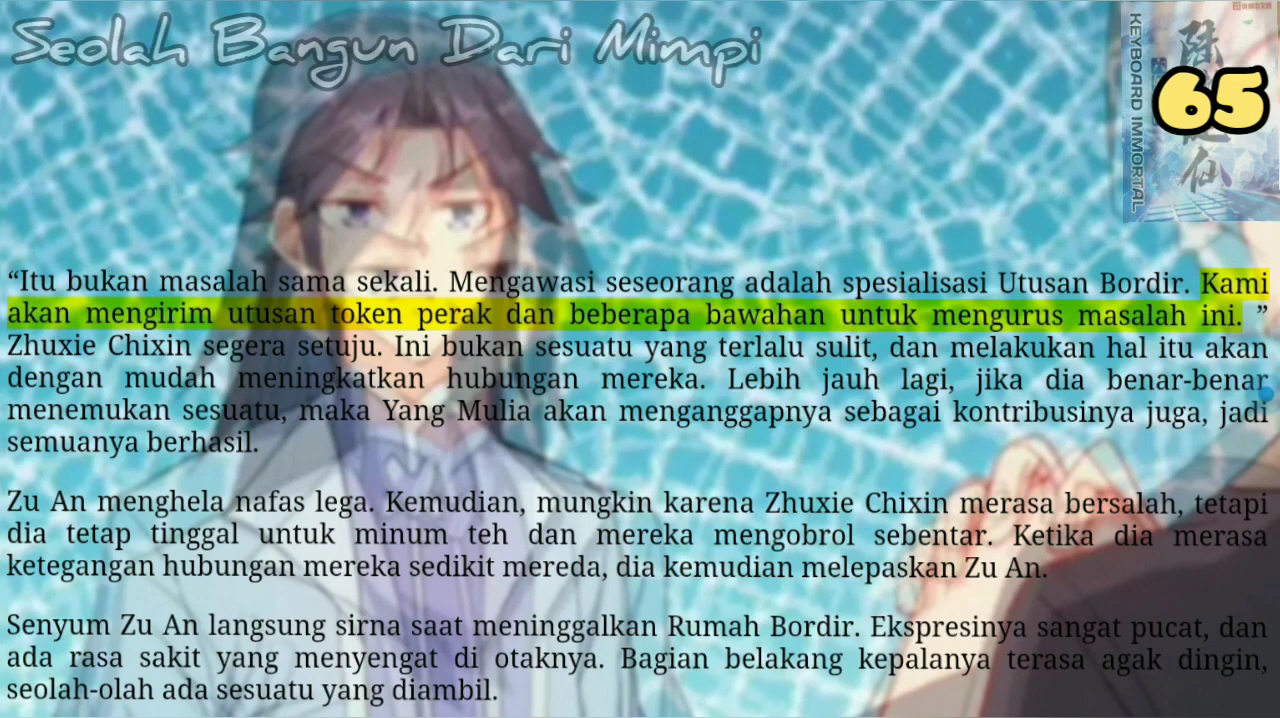 Seolah Bangun Dari Mimpi
KEYBOARD IMMORTAL
65
“Itu bukan masalah sama sekali. Mengawasi seseorang adalah spesialisasi Utusan Bordir. Kami
akan mengirim utusan token perak dan beberapa bawahan untuk mengurus masalah ini. ”
Zhuxie Chixin segera setuju. Ini bukan sesuatu yang terlalu sulit, dan melakukan hal itu akan
dengan mudah meningkatkan hubungan mereka. Lebih jauh lagi, jika dia benar-benar
menemukan sesuatu, maka Yang Mulia akan menganggapnya sebagai kontribusinya juga, jadi
semuanya berhasil.
Zu An menghela nafas lega. Kemudian, mungkin karena Zhuxie Chixin merasa bersalah, tetapi
dia tetap tinggal untuk minum teh dan mereka mengobrol sebentar. Ketika dia merasa
ketegangan hubungan mereka sedikit mereda, dia kemudian melepaskan Zu An.
Senyum Zu An langsung sirna saat meninggalkan Rumah Bordir. Ekspresinya sangat pucat, dan
ada rasa sakit yang menyengat di otaknya. Bagian belakang kepalanya terasa agak dingin,
seolah-olah ada sesuatu yang diambil.